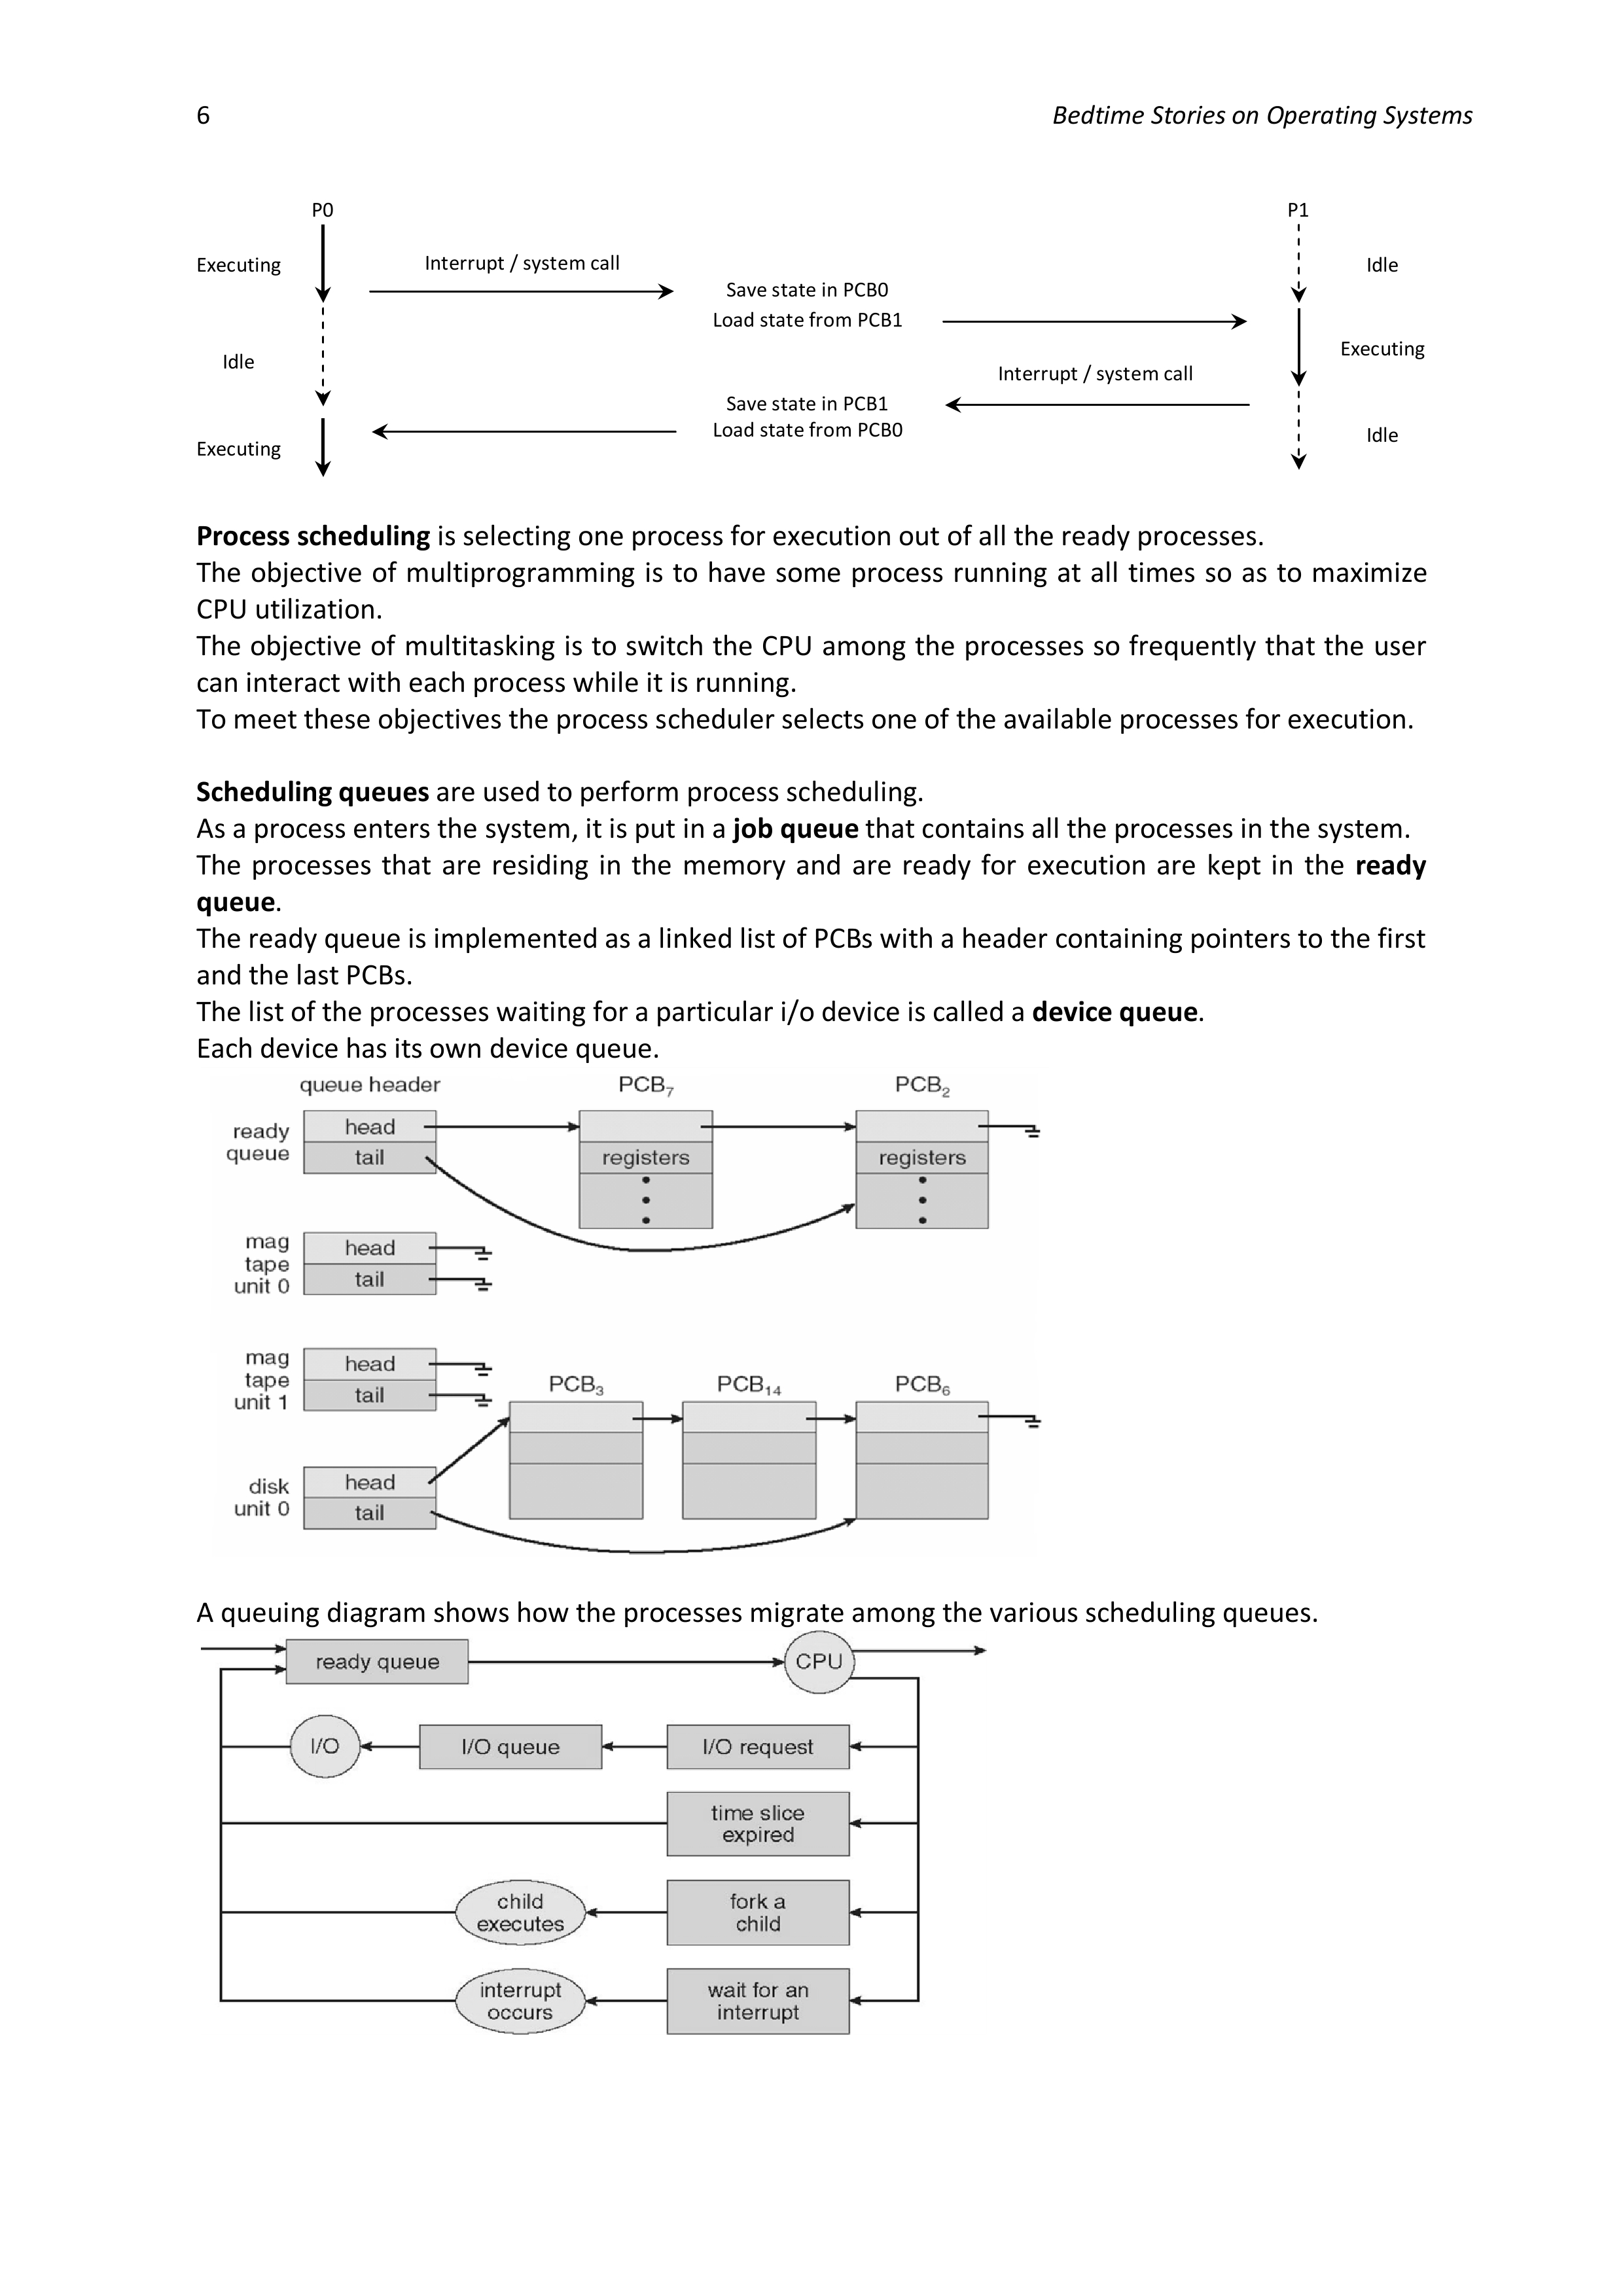 6 Bedtime Stories on Operating Systems
P0 P1
Executing Interrupt / system call Idle
Save state in PCB0
Load state from PCB1
Idle Executing
Interrupt / system call
Save state in PCB1
Load state from PCB0
Executing Idle
Process scheduling is selecting one process for execution out of all the ready processes.
The objective of multiprogramming is to have some process running at all times so as to maximize
CPU utilization.
The objective of multitasking is to switch the CPU among the processes so frequently that the user
can interact with each process while it is running.
To meet these objectives the process scheduler selects one of the available processes for execution.
Scheduling queues are used to perform process scheduling.
As a process enters the system, it is put in a job queue that contains all the processes in the system.
The processes that are residing in the memory and are ready for execution are kept in the ready
queue.
The ready queue is implemented as a linked list of PCBs with a header containing pointers to the first
and the last PCBs.
The list of the processes waiting for a particular i/o device is called a device queue.
Each device has its own device queue.
queue header PCB₇ PCB₂
ready
queue
head
tail
registers registers
mag
tape
unit 0
head
tail
mag
tape
unit 1
head
tail
PCB₃ PCB₁₄ PCB₆
disk
unit 0
head
tail
A queuing diagram shows how the processes migrate among the various scheduling queues.
ready queue CPU
I/O I/O queue I/O request
time slice
expired
child
executes
fork a
child
interrupt
occurs
wait for an
interrupt